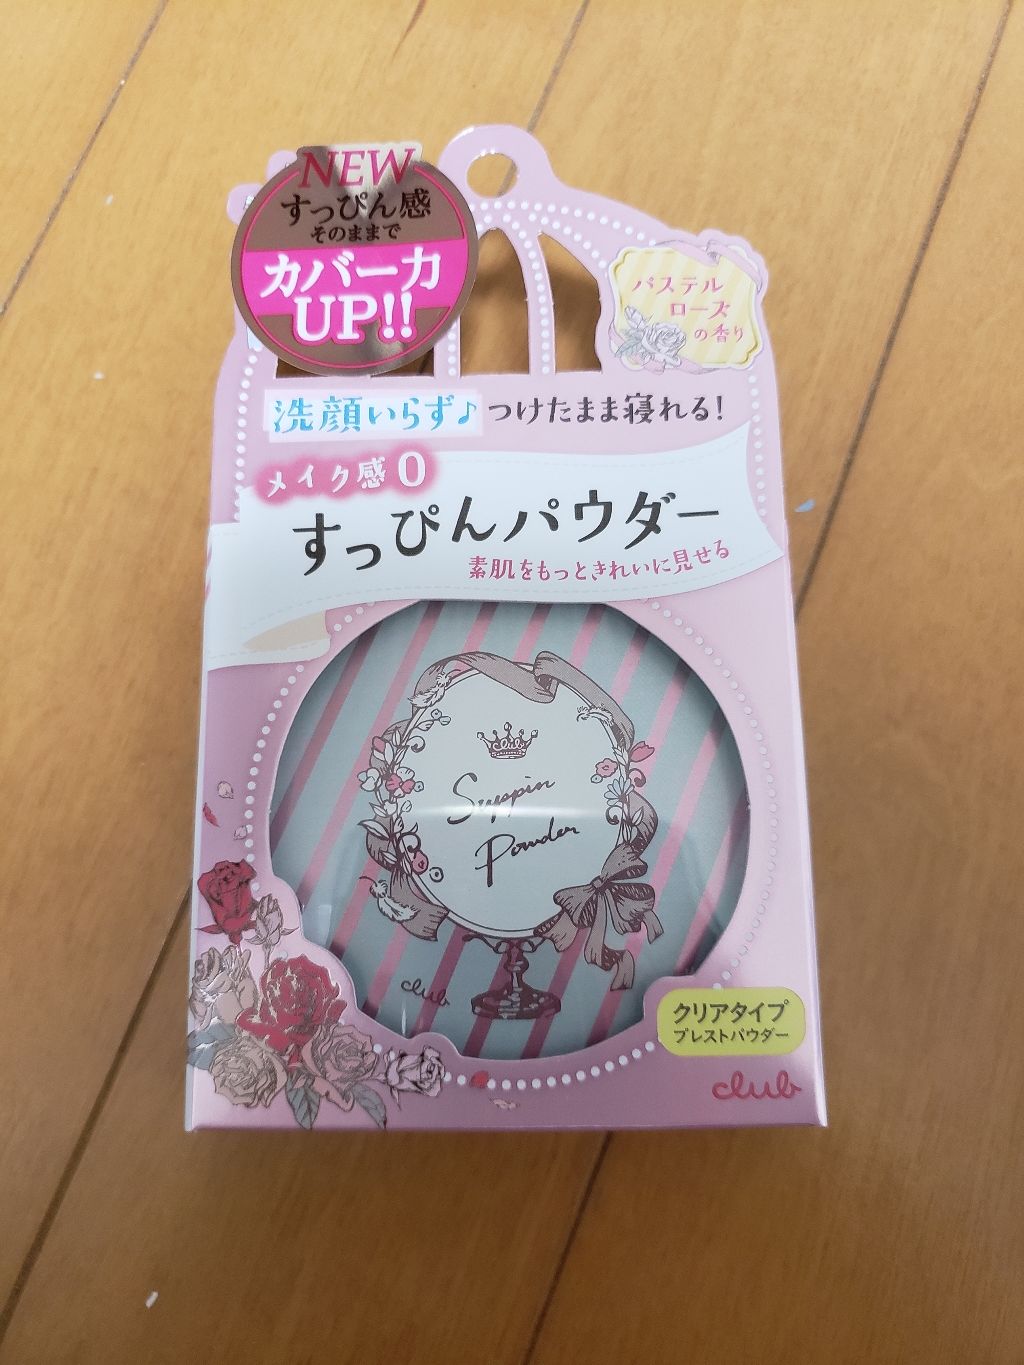 NEW
すっぴん感
そのままで
カバー力
UP!!
パステル
ローズ
の香り
洗顔いらず♪ つけたまま寝れる!
メイク感0
すっぴんパウダー
素肌をもっときれいに見せる
club
Suppin
Powder
club
クリアタイプ
プレストパウダー
club